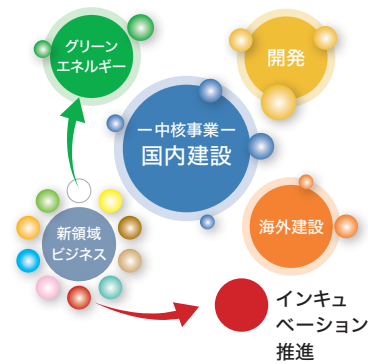 グリーン
エネルギー
開発
ー中核事業ー
国内建設
新領域
ビジネス
海外建設
インキュ
ベーション
推進